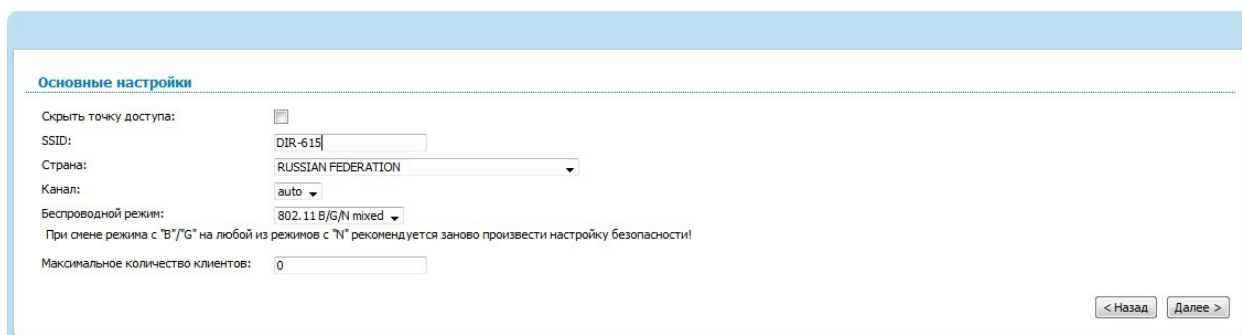 Основные настройки
Скрыть точку доступа:
SSID: DIR-615
Страна: RUSSIAN FEDERATION
Канал: auto
Беспроводной режим: 802.11 B/G/N mixed
При смене режима с "B"/"G" на любой из режимов с "N" рекомендуется заново произвести настройку безопасности!
Максимальное количество клиентов: 0
< Назад Далее >